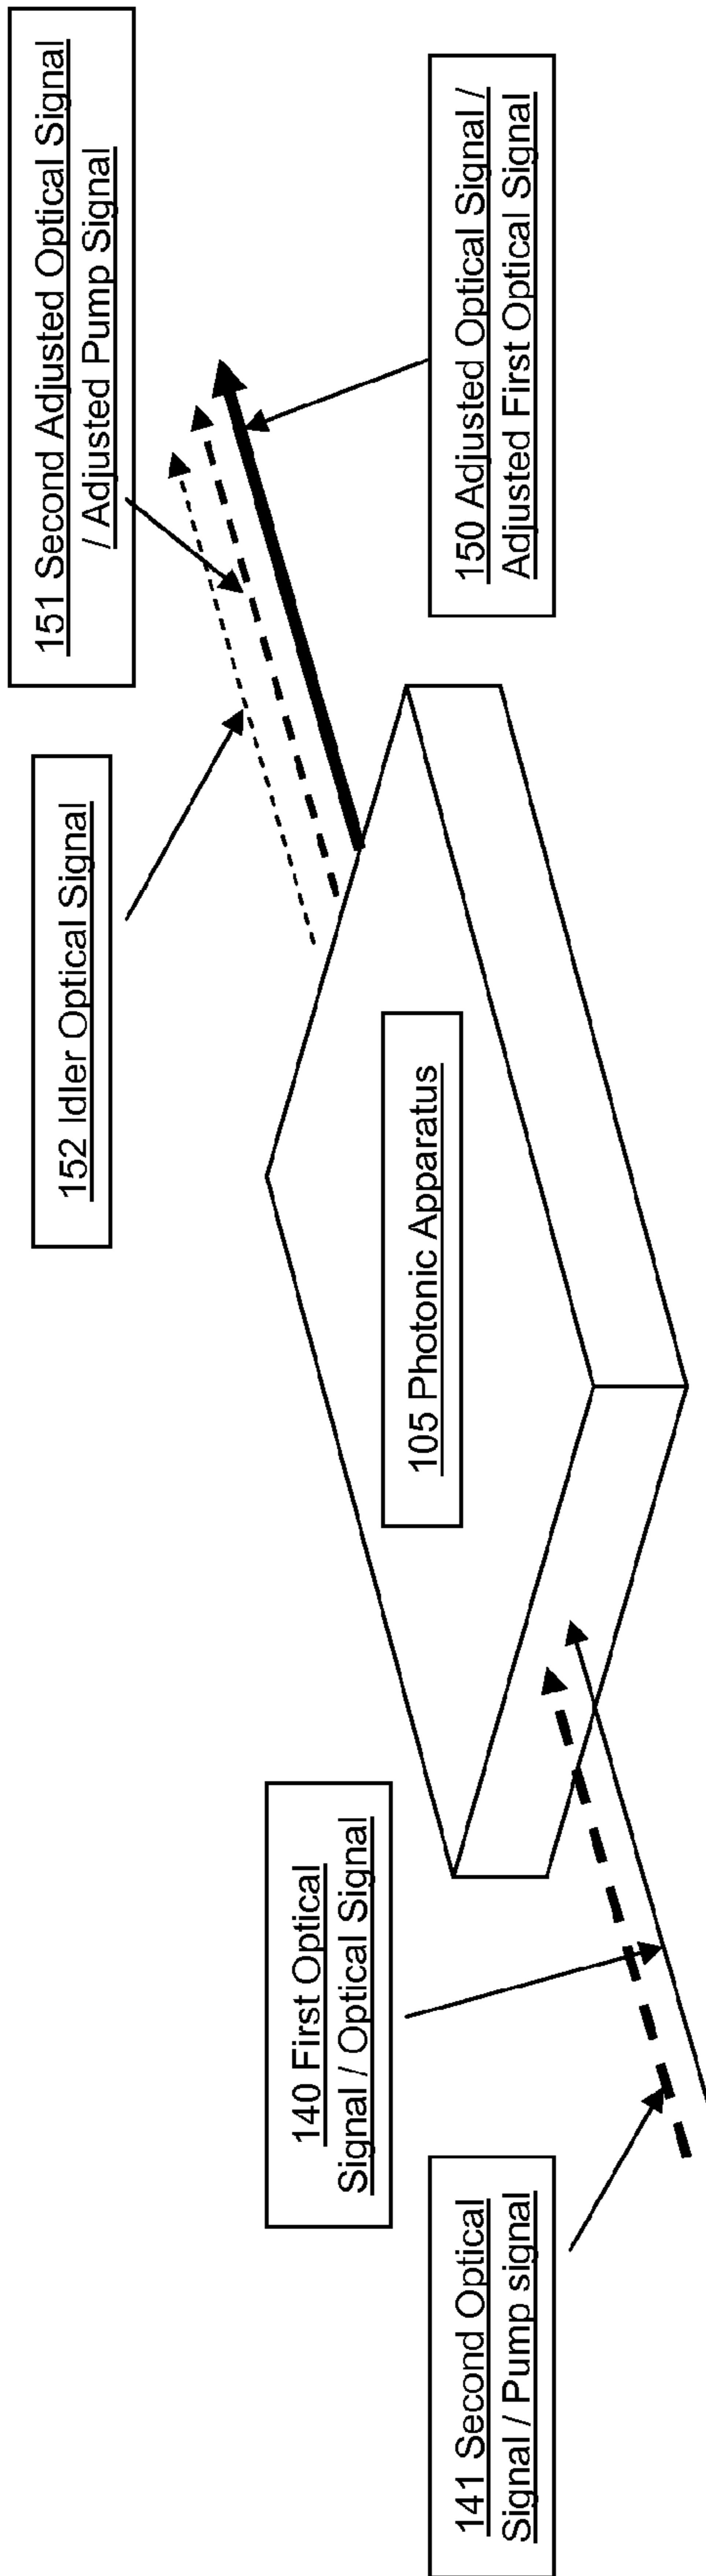 151 Second Adjusted Optical Signal
/ Adjusted Pump Signal
152 Idler Optical Signal
150 Adjusted Optical Signal /
Adjusted First Optical Signal
105 Photonic Apparatus
140 First Optical
Signal / Optical Signal
141 Second Optical
Signal / Pump signal